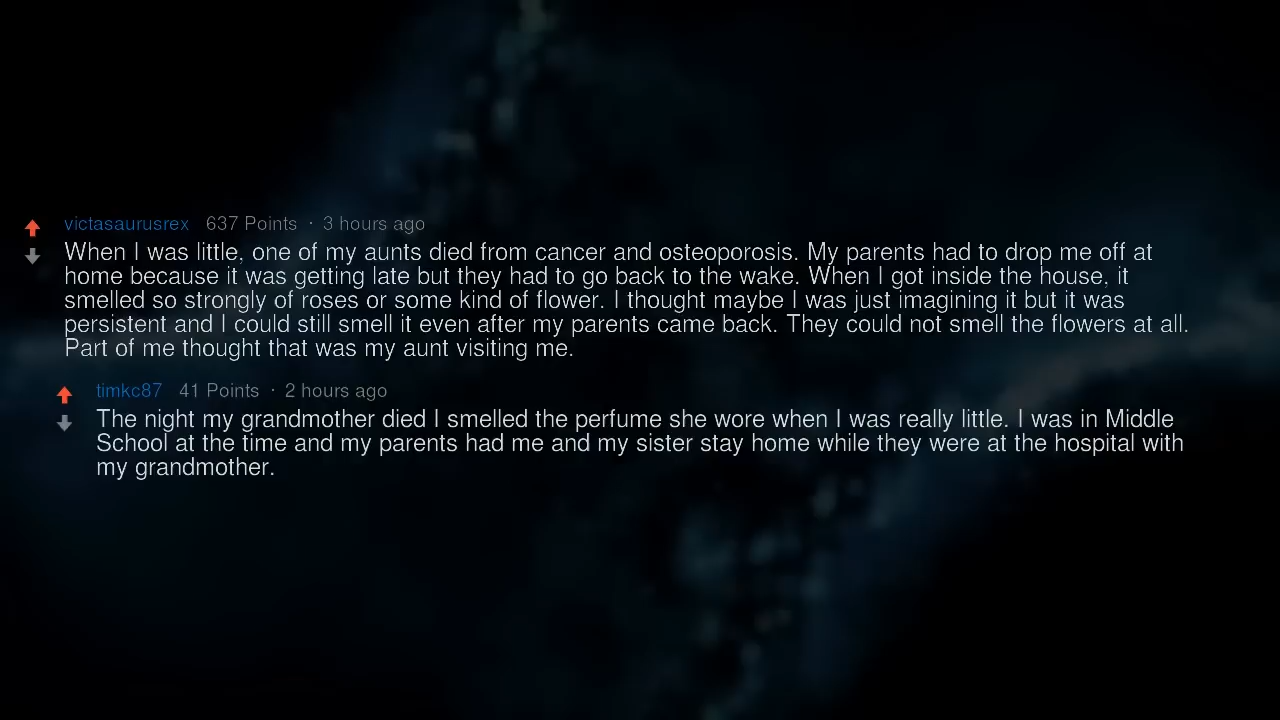 victasaurusrex 637 Points · 3 hours ago
When I was little, one of my aunts died from cancer and osteoporosis. My parents had to drop me off at
home because it was getting late but they had to go back to the wake. When I got inside the house, it
smelled so strongly of roses or some kind of flower. I thought maybe I was just imagining it but it was
persistent and I could still smell it even after my parents came back. They could not smell the flowers at all.
Part of me thought that was my aunt visiting me.
timkc87 41 Points · 2 hours ago
The night my grandmother died I smelled the perfume she wore when I was really little. I was in Middle
School at the time and my parents had me and my sister stay home while they were at the hospital with
my grandmother.